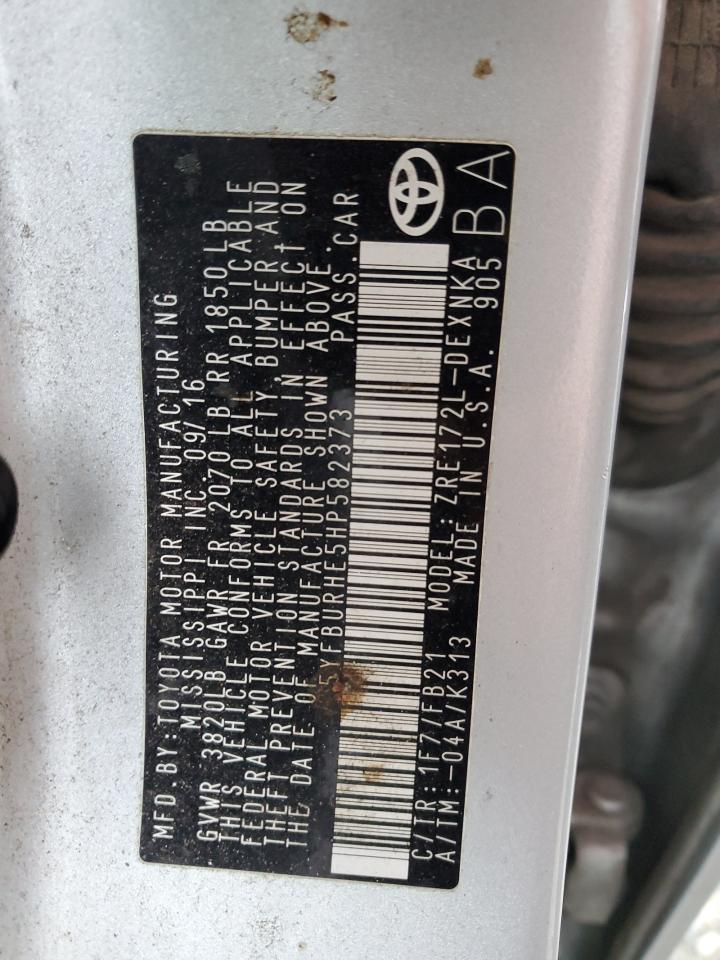 MFD.BY:TOYOTA MOTOR MANUFACTURING
MISSISSIPPI INC. 09/16
GVWR 3820LB GAWR FR 2070LB RR 1850LB
THIS VEHICLE CONFORMS TO ALL APPLICABLE
FEDERAL MOTOR VEHICLE SAFETY, BUMPER AND
THEFT PREVENTION STANDARDS IN EFFECT ON
THE DATE OF MANUFACTURE SHOWN ABOVE.
5YFBURHE5HP582373 PASS.CAR
C/TR:1F7/FB21 MODEL:ZRE172L-DEXNKA
A/TM:-04A/K313 MADE IN U.S.A. 905
BA